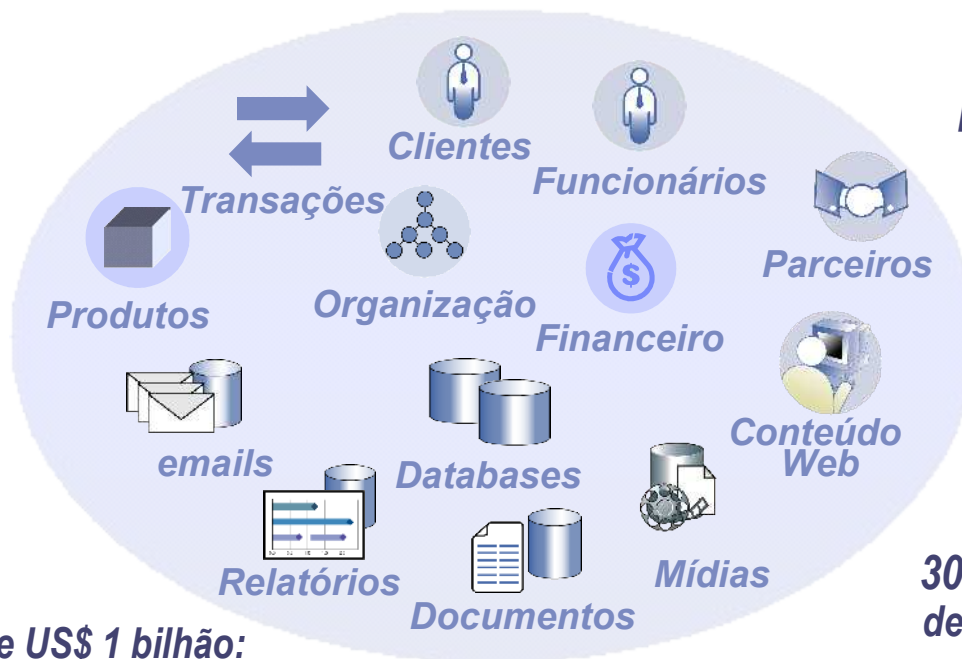 Clientes
Funcionários
Transações
Parceiros
Organização
Produtos
Financeiro
$
Conteúdo
Web
emails
Databases
Relatórios
Mídias
Documentos
30
de
e US$ 1 bilhão: